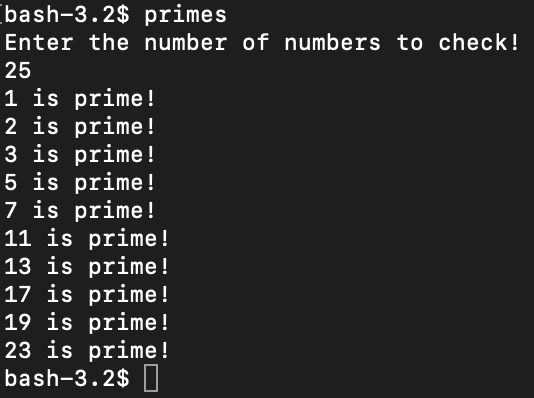 bash-3.2$ primes
Enter the number of numbers to check!
25
1 is prime!
2 is prime!
3 is prime!
5 is prime!
7 is prime!
11 is prime!
13 is prime!
17 is prime!
19 is prime!
23 is prime!
bash-3.2$